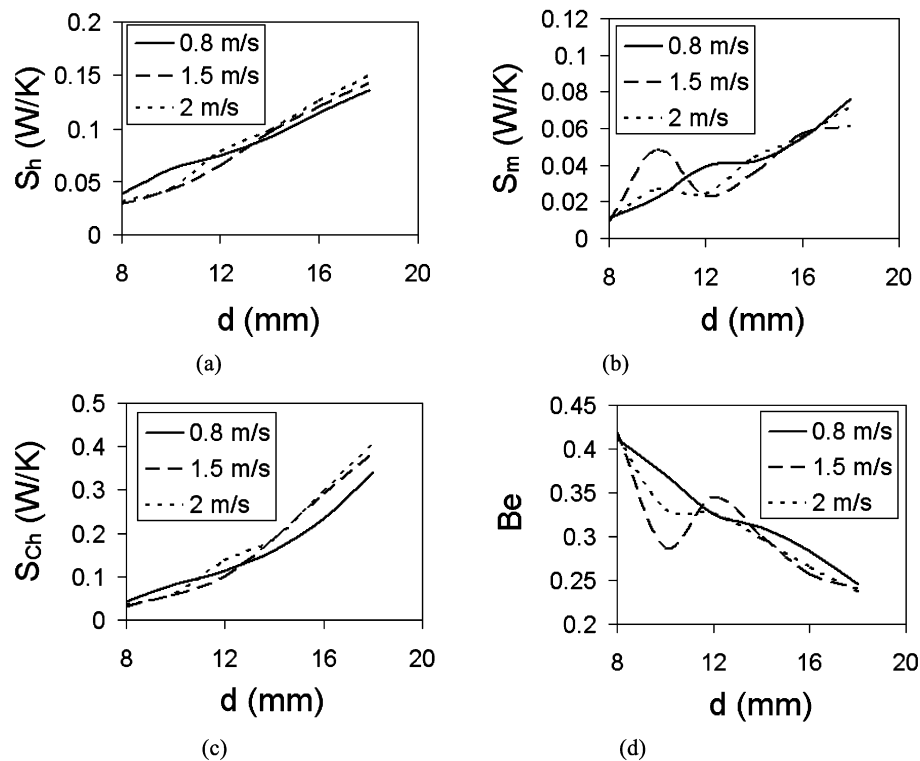 0.2
0.15
0.1
0.05
0
S_h (W/K)
0.8 m/s
1.5 m/s
2 m/s
8 12 16 20
d (mm)
(a)
0.12
0.1
0.08
0.06
0.04
0.02
0
S_m (W/K)
0.8 m/s
1.5 m/s
2 m/s
8 12 16 20
d (mm)
(b)
0.5
0.4
0.3
0.2
0.1
0
S_Ch (W/K)
0.8 m/s
1.5 m/s
2 m/s
8 12 16 20
d (mm)
(c)
0.45
0.4
0.35
0.3
0.25
0.2
Be
0.8 m/s
1.5 m/s
2 m/s
8 12 16 20
d (mm)
(d)